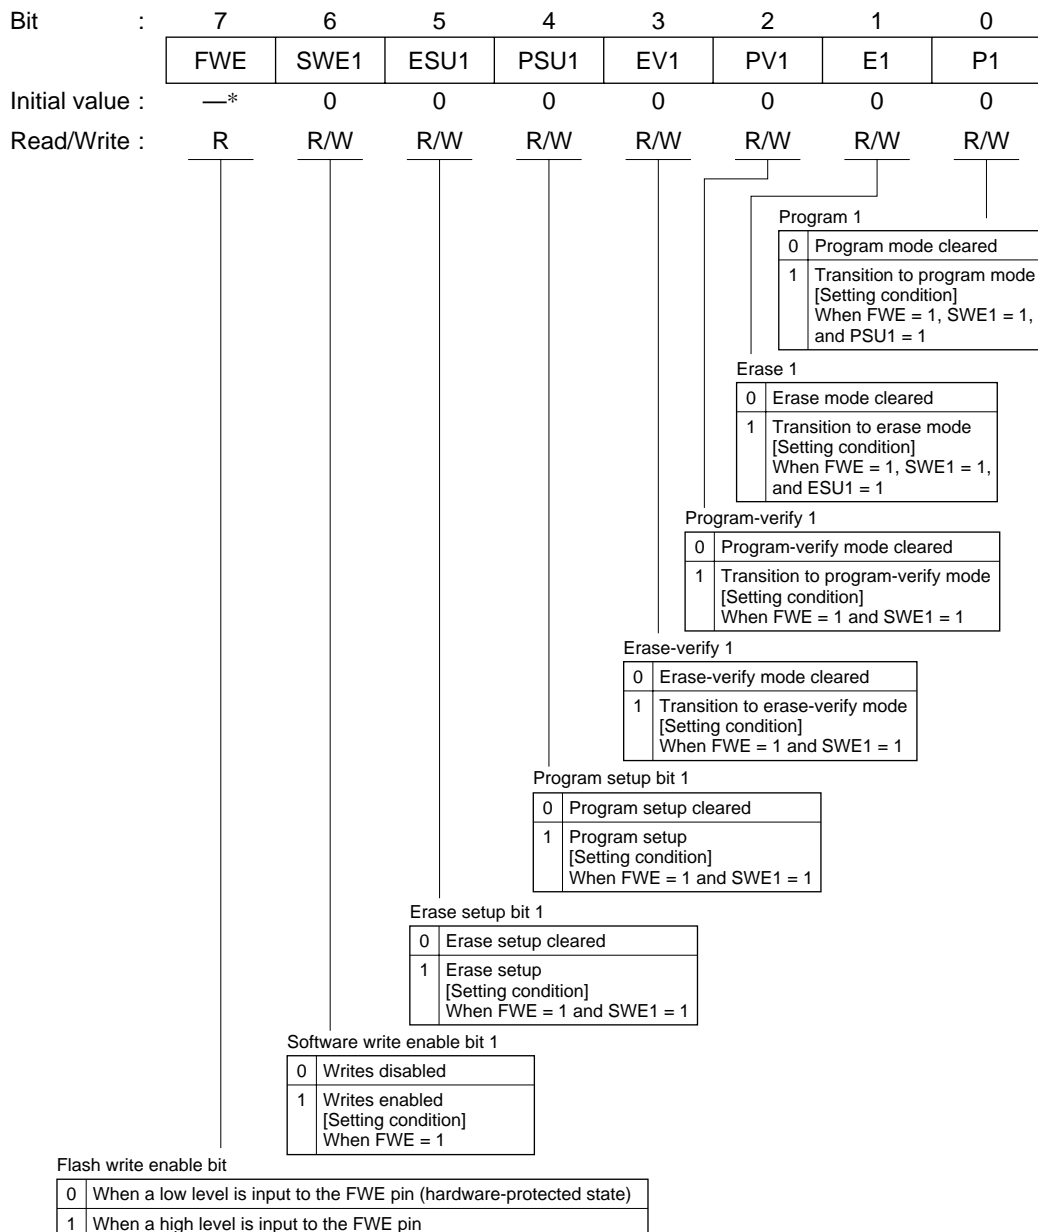 Bit : 7 6 5 4 3 2 1 0
FWE SWE1 ESU1 PSU1 EV1 PV1 E1 P1
Initial value : —* 0 0 0 0 0 0 0
Read/Write : R R/W R/W R/W R/W R/W R/W R/W
Program 1
0 Program mode cleared
1 Transition to program mode
[Setting condition]
When FWE = 1, SWE1 = 1,
and PSU1 = 1
Erase 1
0 Erase mode cleared
1 Transition to erase mode
[Setting condition]
When FWE = 1, SWE1 = 1,
and ESU1 = 1
Program-verify 1
0 Program-verify mode cleared
1 Transition to program-verify mode
[Setting condition]
When FWE = 1 and SWE1 = 1
Erase-verify 1
0 Erase-verify mode cleared
1 Transition to erase-verify mode
[Setting condition]
When FWE = 1 and SWE1 = 1
Program setup bit 1
0 Program setup cleared
1 Program setup
[Setting condition]
When FWE = 1 and SWE1 = 1
Erase setup bit 1
0 Erase setup cleared
1 Erase setup
[Setting condition]
When FWE = 1 and SWE1 = 1
Software write enable bit 1
0 Writes disabled
1 Writes enabled
[Setting condition]
When FWE = 1
Flash write enable bit
0 When a low level is input to the FWE pin (hardware-protected state)
1 When a high level is input to the FWE pin